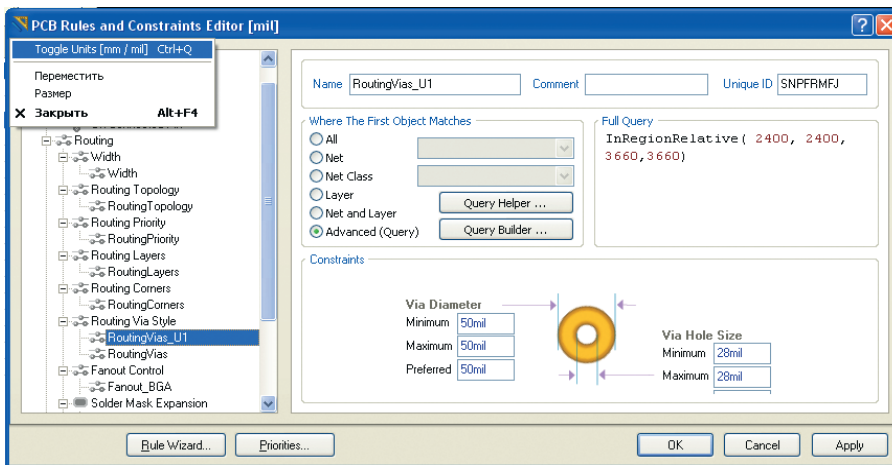 PCB Rules and Constraints Editor [mil]
Toggle Units [mm / mil] Ctrl+Q
Переместить
Размер
Закрыть Alt+F4
Routing
Width
Width
Routing Topology
RoutingTopology
Routing Priority
RoutingPriority
Routing Layers
RoutingLayers
Routing Corners
RoutingCorners
Routing Via Style
RoutingVias_U1
RoutingVias
Fanout Control
Fanout_BGA
Solder Mask Expansion
Name RoutingVias_U1 Comment Unique ID SNPFRMFJ
Where The First Object Matches
All
Net
Net Class
Layer
Net and Layer
Advanced (Query)
Query Helper ...
Query Builder ...
Full Query
InRegionRelative( 2400, 2400,
3660,3660)
Constraints
Via Diameter
Minimum 50mil
Maximum 50mil
Preferred 50mil
Via Hole Size
Minimum 28mil
Maximum 28mil
Rule Wizard... Priorities... OK Cancel Apply